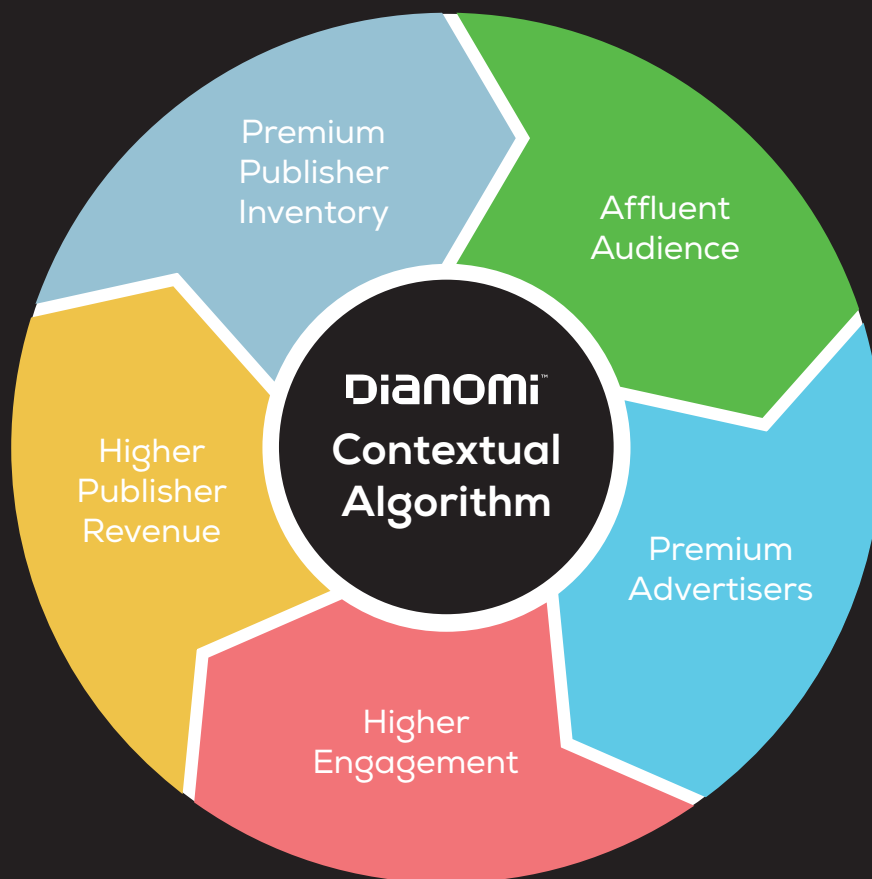 Premium
Publisher
Inventory
Affluent
Audience
Premium
Advertisers
Higher
Engagement
Higher
Publisher
Revenue
Dianomi™
Contextual
Algorithm